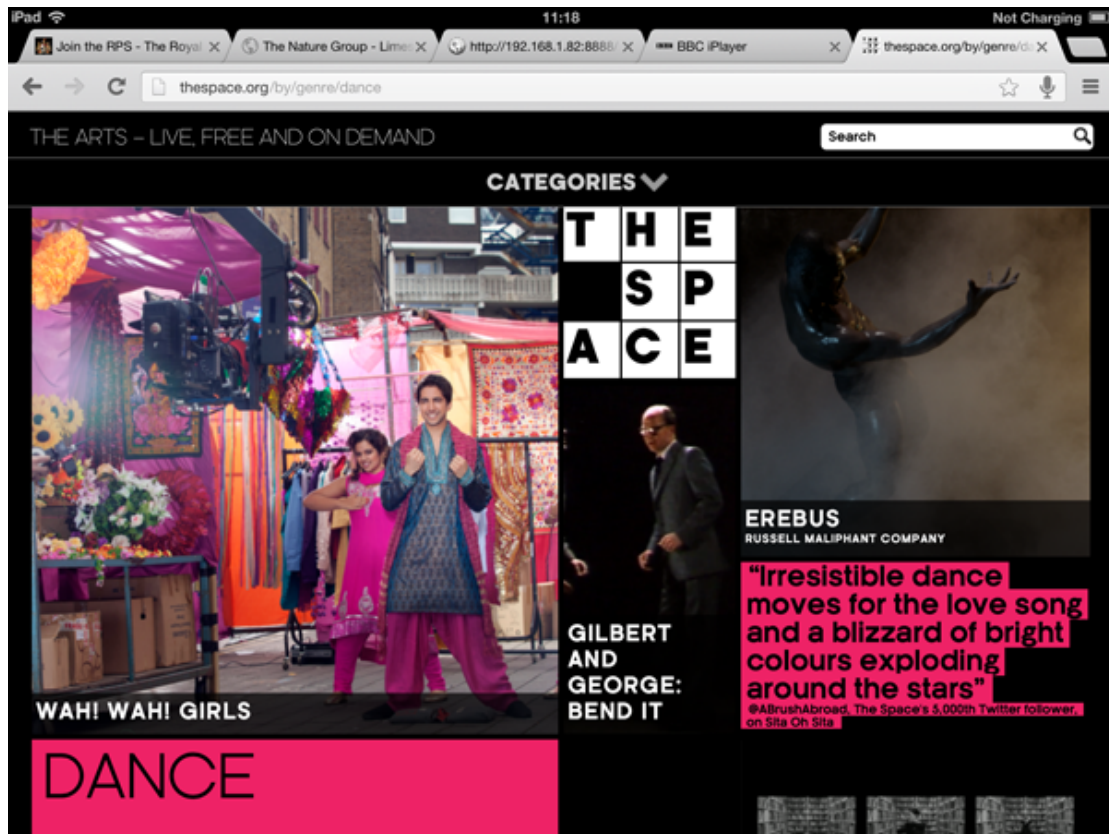 iPad 11:18 Not Charging
Join the RPS - The Royal
The Nature Group - Limes
http://192.168.1.82:8888/
BBC iPlayer
thespace.org/by/genre/da
thespace.org/by/genre/dance
THE ARTS – LIVE, FREE AND ON DEMAND
Search
CATEGORIES
THE
SP
ACE
WAH! WAH! GIRLS
GILBERT
AND
GEORGE:
BEND IT
EREBUS
RUSSELL MALIPHANT COMPANY
“Irresistible dance
moves for the love song
and a blizzard of bright
colours exploding
around the stars”
@ABrushAbroad, The Space's 5,000th Twitter follower,
on Sita Oh Sita
DANCE